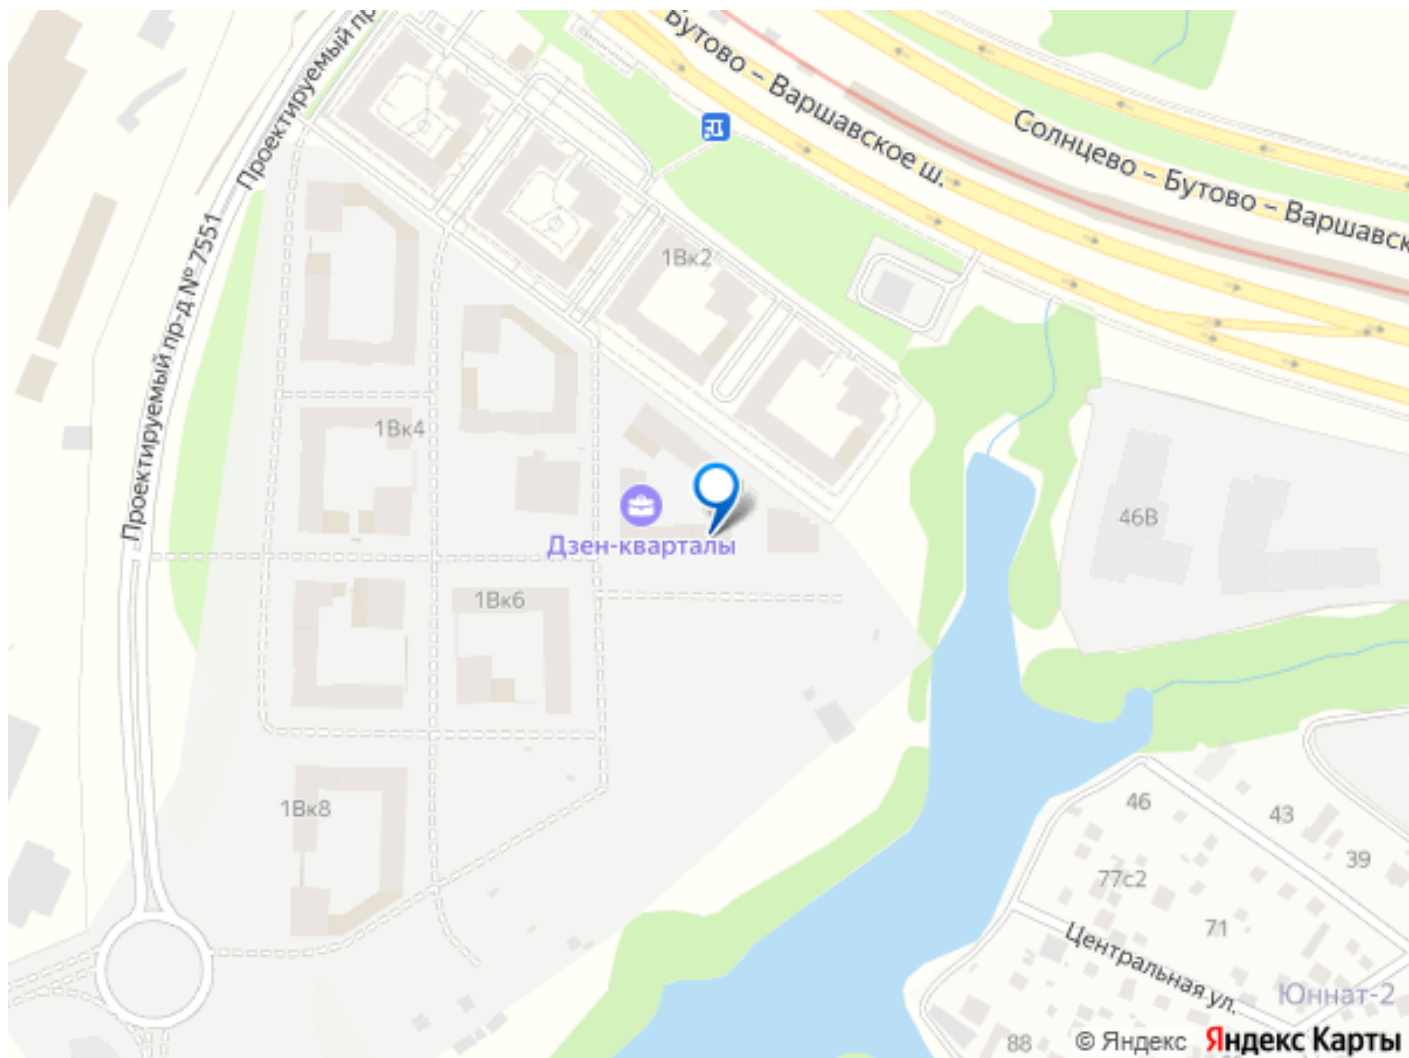 Проектируемый пр
Бутово – Варшавское ш.
Солнцево – Бутово – Варшавск
Проектируемый пр-д № 7551
1Вк2
1Вк4
46В
Дзен-кварталы
1Вк6
1Вк8
46
43
39
77с2
71
Центральная ул.
Юннат-2
88
© Яндекс Яндекс Карты